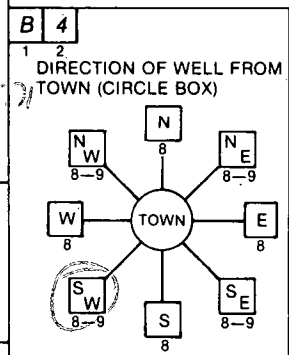 B 4
1 2
DIRECTION OF WELL FROM
TOWN (CIRCLE BOX)
N
8
N W
8–9
N E
8–9
W
8
TOWN
E
8
S W
8–9
S
8
S E
8–9